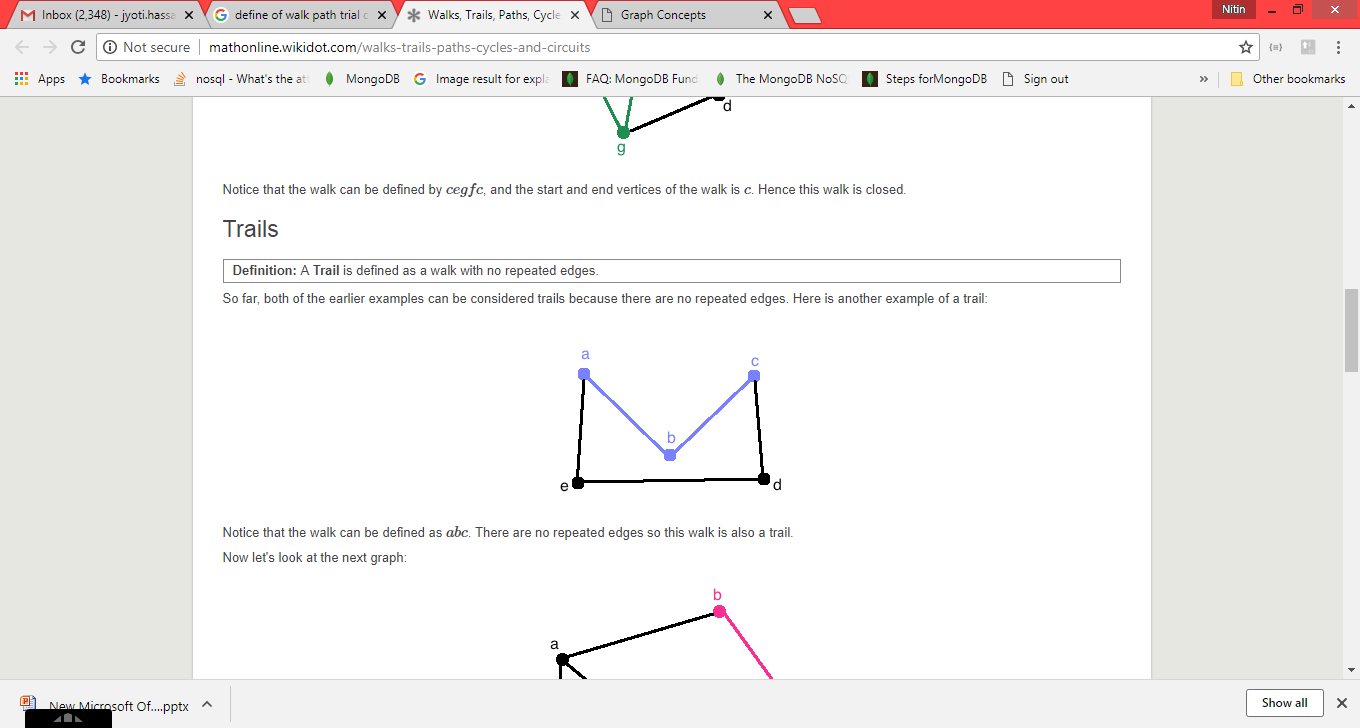 Inbox (2,348) - jyoti.hassa
define of walk path trial c
Walks, Trails, Paths, Cycle
Graph Concepts
Nitin
Not secure
mathonline.wikidot.com/walks-trails-paths-cycles-and-circuits
Apps
Bookmarks
nosql - What's the at
MongoDB
Image result for expla
FAQ: MongoDB Fund
The MongoDB NoSQ
Steps forMongoDB
Sign out
»
Other bookmarks
d
g
Notice that the walk can be defined by cegfc, and the start and end vertices of the walk is c. Hence this walk is closed.
Trails
Definition: A Trail is defined as a walk with no repeated edges.
So far, both of the earlier examples can be considered trails because there are no repeated edges. Here is another example of a trail:
a
c
b
e
d
Notice that the walk can be defined as abc. There are no repeated edges so this walk is also a trail.
Now let's look at the next graph:
b
a
New Microsoft Of....pptx
Show all